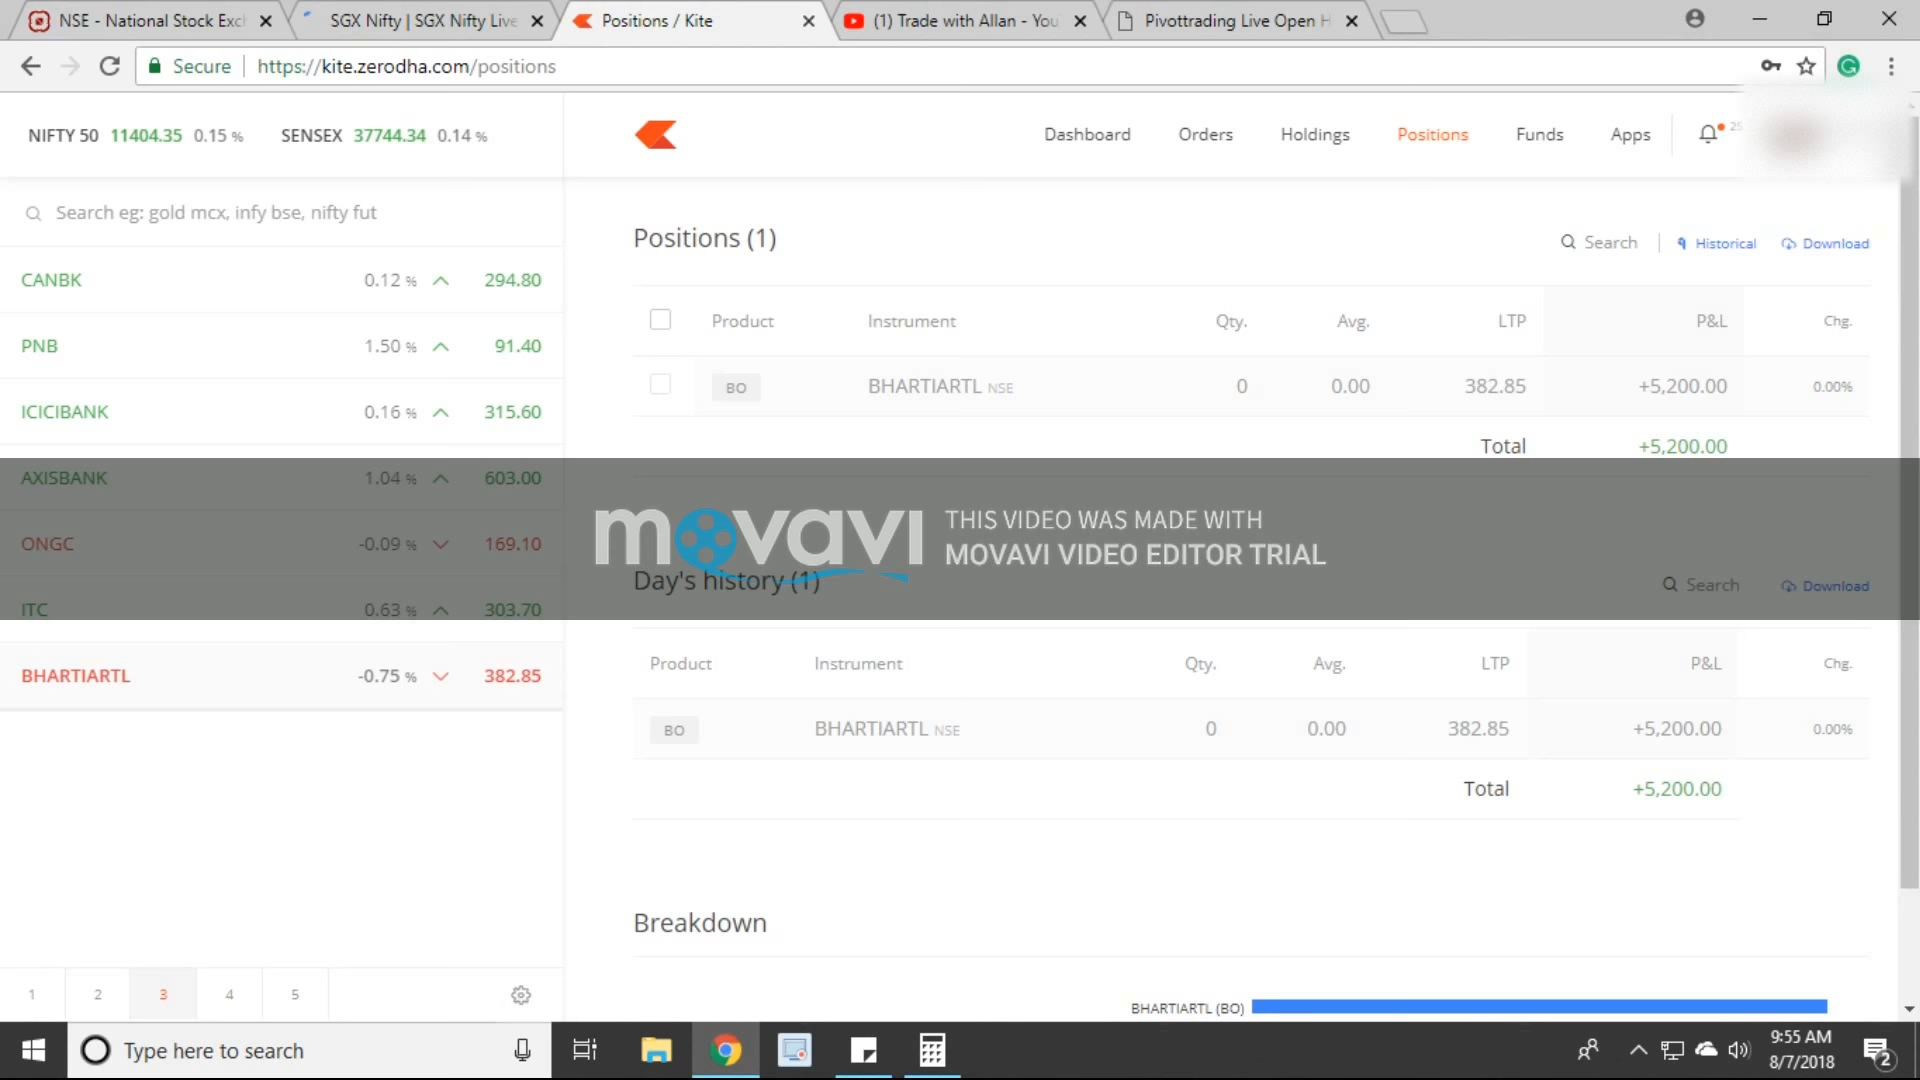 NSE - National Stock Exc
SGX Nifty | SGX Nifty Live
Positions / Kite
(1) Trade with Allan - You
Pivottrading Live Open H
Secure
https://kite.zerodha.com/positions
NIFTY 50 11404.35 0.15 %
SENSEX 37744.34 0.14 %
Dashboard
Orders
Holdings
Positions
Funds
Apps
25
Search eg: gold mcx, infy bse, nifty fut
CANBK 0.12 % 294.80
PNB 1.50 % 91.40
ICICIBANK 0.16 % 315.60
AXISBANK 1.04 % 603.00
ONGC -0.09 % 169.10
ITC 0.63 % 303.70
BHARTIARTL -0.75 % 382.85
1 2 3 4 5
Positions (1)
Search
Historical
Download
Product Instrument Qty. Avg. LTP P&L Chg.
BO BHARTIARTL NSE 0 0.00 382.85 +5,200.00 0.00%
Total +5,200.00
movavi
THIS VIDEO WAS MADE WITH
MOVAVI VIDEO EDITOR TRIAL
Day's history (1)
Search
Download
Product Instrument Qty. Avg. LTP P&L Chg.
BO BHARTIARTL NSE 0 0.00 382.85 +5,200.00 0.00%
Total +5,200.00
Breakdown
BHARTIARTL (BO)
Type here to search
9:55 AM
8/7/2018
2